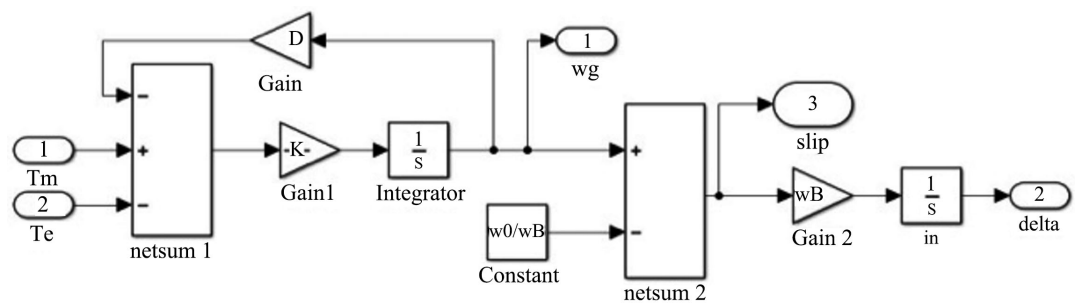 D
Gain
1
wg
-
1
Tm
+
2
Te
-
netsum 1
-K-
Gain1
1
s
Integrator
+
w0/wB
Constant
-
netsum 2
3
slip
wB
Gain 2
1
s
in
2
delta